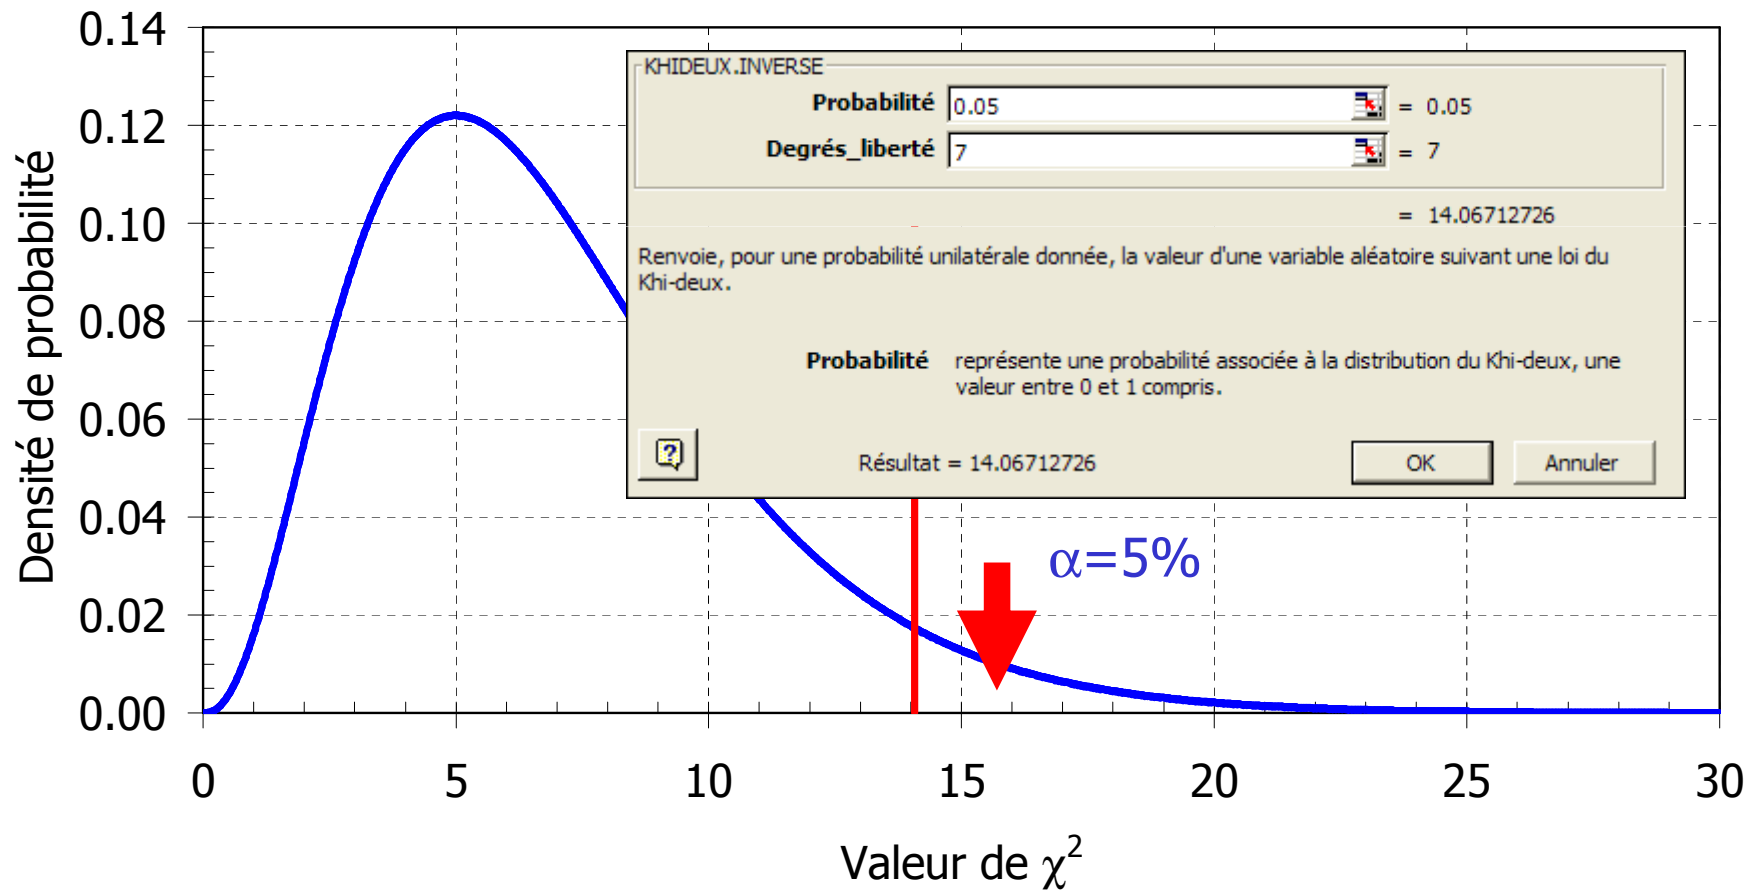 0.14
0.12
0.10
0.08
0.06
0.04
0.02
0.00
Densité de probabilité
KHIDEUX.INVERSE
Probabilité 0.05 = 0.05
Degrés_liberté 7 = 7
= 14.06712726
Renvoie, pour une probabilité unilatérale donnée, la valeur d'une variable aléatoire suivant une loi du
Khi-deux.
Probabilité représente une probabilité associée à la distribution du Khi-deux, une
valeur entre 0 et 1 compris.
? Résultat = 14.06712726 OK Annuler
α=5%
0 5 10 15 20 25 30
Valeur de χ²